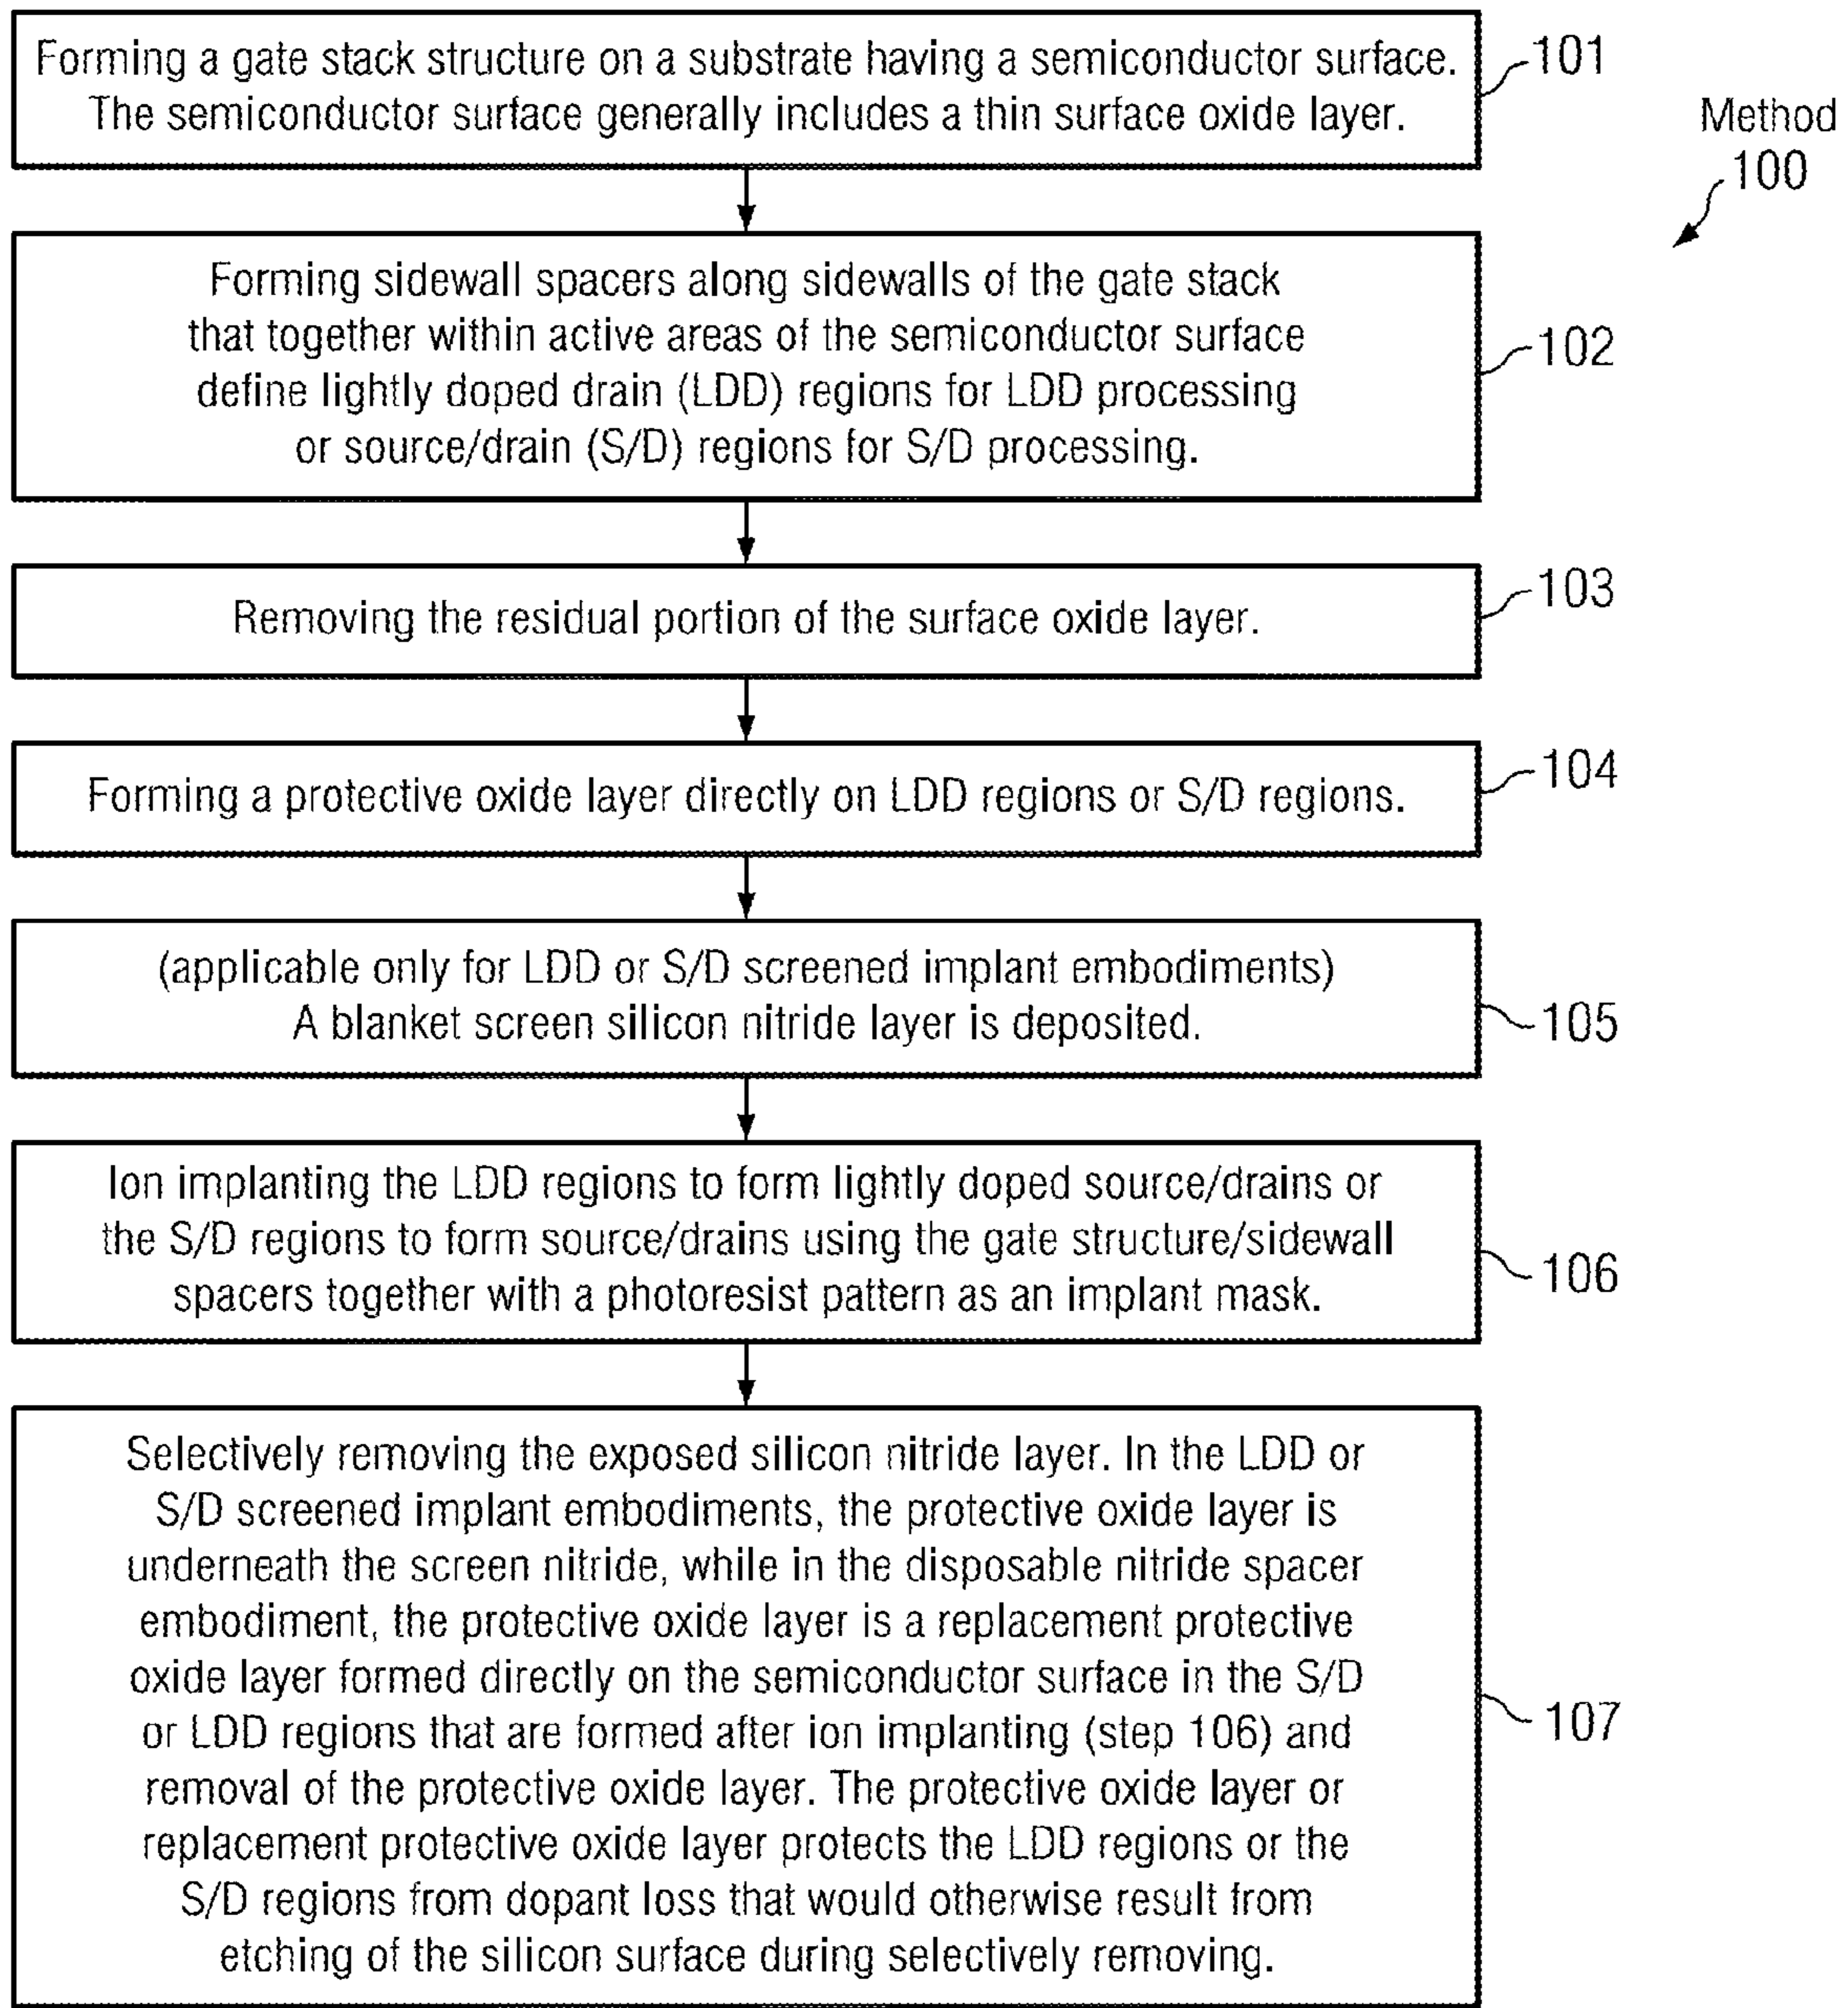 Forming a gate stack structure on a substrate having a semiconductor surface.
The semiconductor surface generally includes a thin surface oxide layer.
101
Method
100
Forming sidewall spacers along sidewalls of the gate stack
that together within active areas of the semiconductor surface
define lightly doped drain (LDD) regions for LDD processing
or source/drain (S/D) regions for S/D processing.
102
Removing the residual portion of the surface oxide layer.
103
Forming a protective oxide layer directly on LDD regions or S/D regions.
104
(applicable only for LDD or S/D screened implant embodiments)
A blanket screen silicon nitride layer is deposited.
105
Ion implanting the LDD regions to form lightly doped source/drains or
the S/D regions to form source/drains using the gate structure/sidewall
spacers together with a photoresist pattern as an implant mask.
106
Selectively removing the exposed silicon nitride layer. In the LDD or
S/D screened implant embodiments, the protective oxide layer is
underneath the screen nitride, while in the disposable nitride spacer
embodiment, the protective oxide layer is a replacement protective
oxide layer formed directly on the semiconductor surface in the S/D
or LDD regions that are formed after ion implanting (step 106) and
removal of the protective oxide layer. The protective oxide layer or
replacement protective oxide layer protects the LDD regions or the
S/D regions from dopant loss that would otherwise result from
etching of the silicon surface during selectively removing.
107